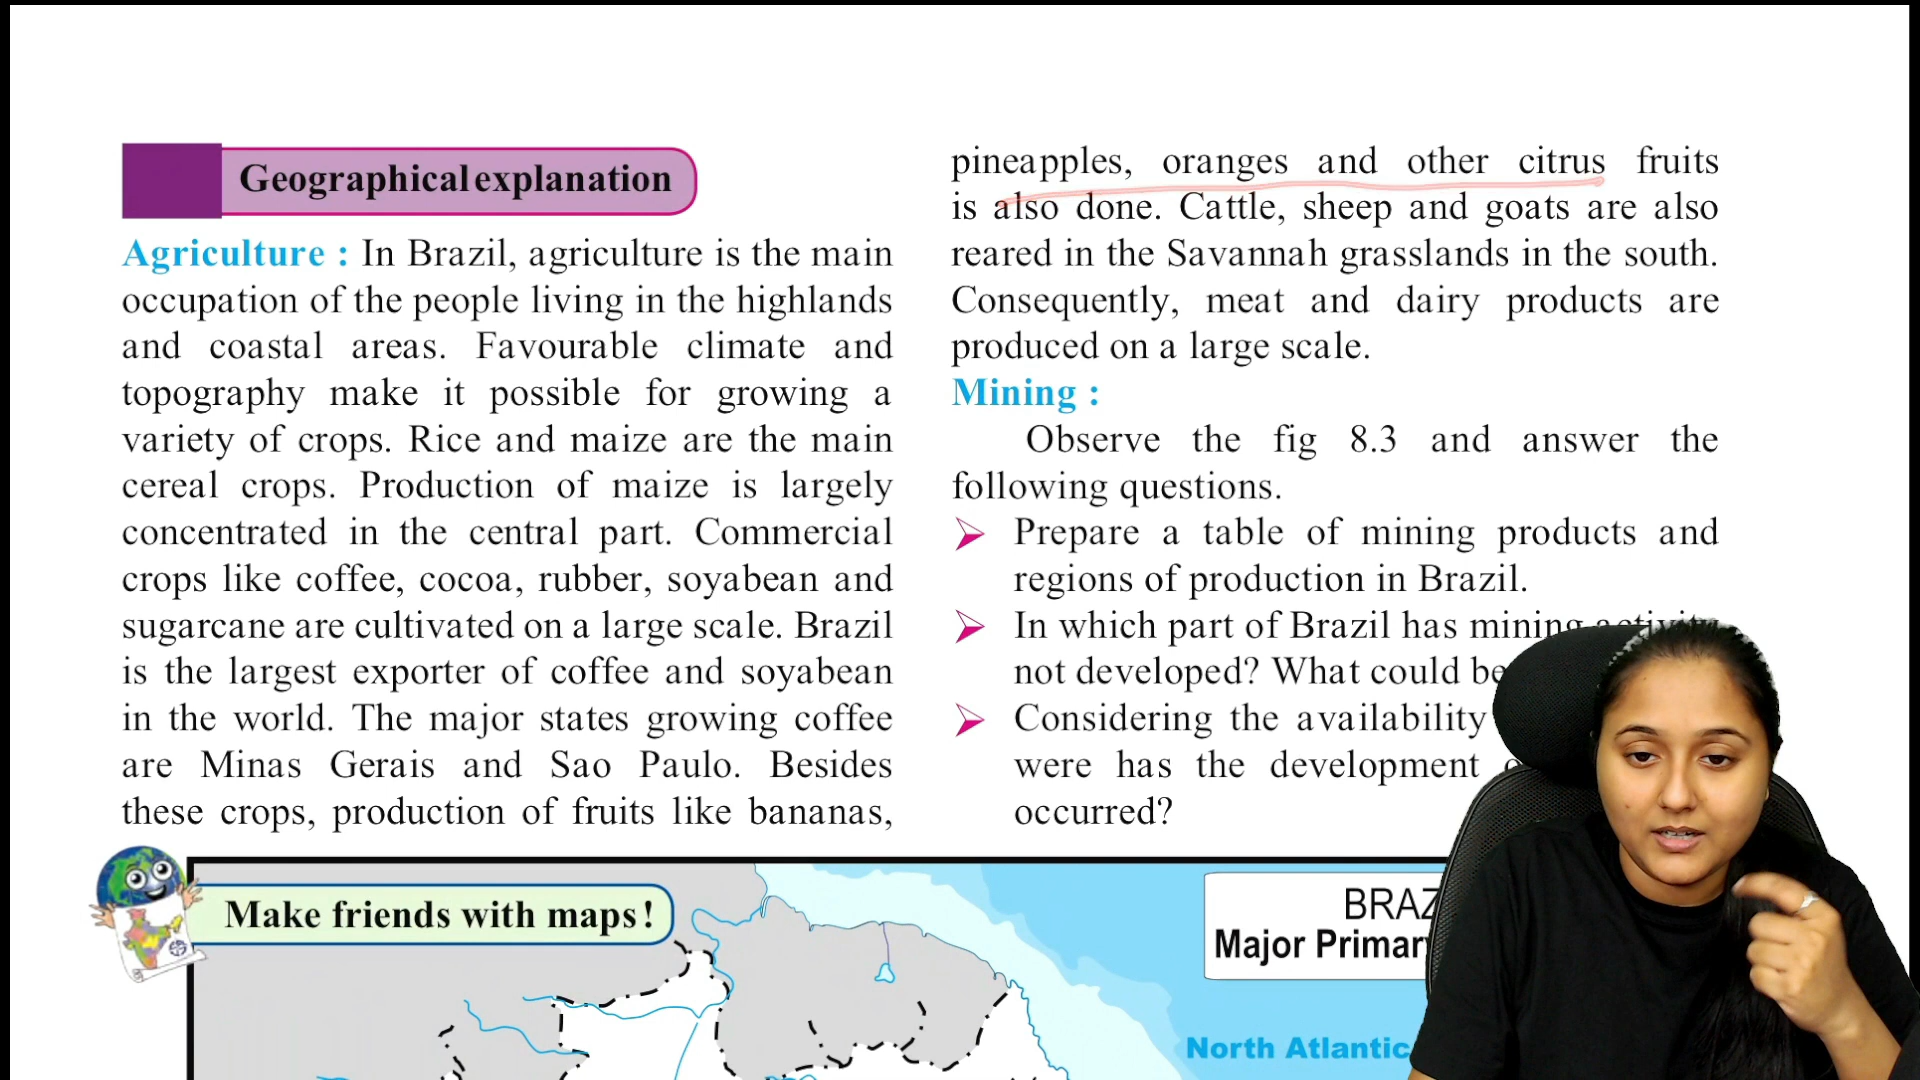 Geographical explanation
Agriculture : In Brazil, agriculture is the main
occupation of the people living in the highlands
and coastal areas. Favourable climate and
topography make it possible for growing a
variety of crops. Rice and maize are the main
cereal crops. Production of maize is largely
concentrated in the central part. Commercial
crops like coffee, cocoa, rubber, soyabean and
sugarcane are cultivated on a large scale. Brazil
is the largest exporter of coffee and soyabean
in the world. The major states growing coffee
are Minas Gerais and Sao Paulo. Besides
these crops, production of fruits like bananas,
pineapples, oranges and other citrus fruits
is also done. Cattle, sheep and goats are also
reared in the Savannah grasslands in the south.
Consequently, meat and dairy products are
produced on a large scale.
Mining :
Observe the fig 8.3 and answer the
following questions.
Prepare a table of mining products and
regions of production in Brazil.
In which part of Brazil has mining activity
not developed? What could be
Considering the availability
were has the development
occurred?
Make friends with maps!
Major
North Atlantic